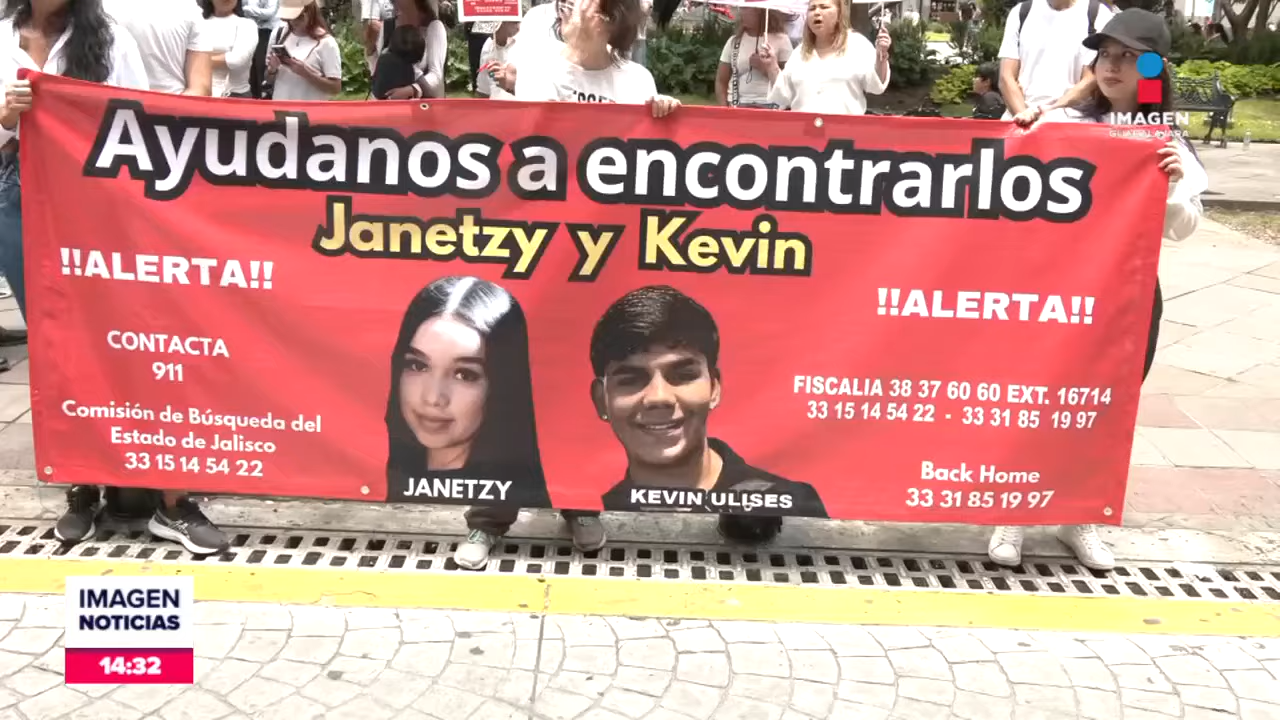 Ayudanos a encontrarlos
Janetzy y Kevin
!!ALERTA!!
CONTACTA
911
Comisión de Búsqueda del
Estado de Jalisco
33 15 14 54 22
JANETZY
KEVIN ULISES
!!ALERTA!!
FISCALIA 38 37 60 60 EXT. 16714
33 15 14 54 22 - 33 31 85 19 97
Back Home
33 31 85 19 97
IMAGEN
GUADALAJARA
IMAGEN
NOTICIAS
14:32